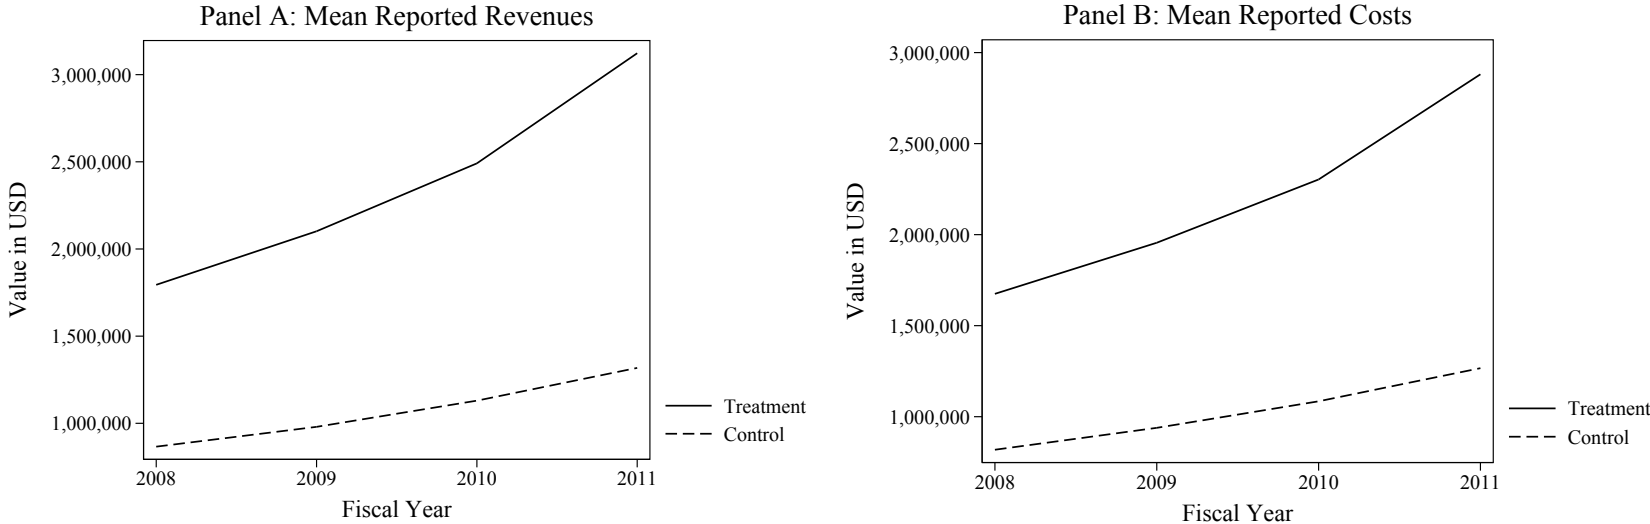 Panel A: Mean Reported Revenues
Value in USD
3,000,000
2,500,000
2,000,000
1,500,000
1,000,000
2008
2009
2010
2011
Fiscal Year
Treatment
Control
Panel B: Mean Reported Costs
Value in USD
3,000,000
2,500,000
2,000,000
1,500,000
1,000,000
2008
2009
2010
2011
Fiscal Year
Treatment
Control